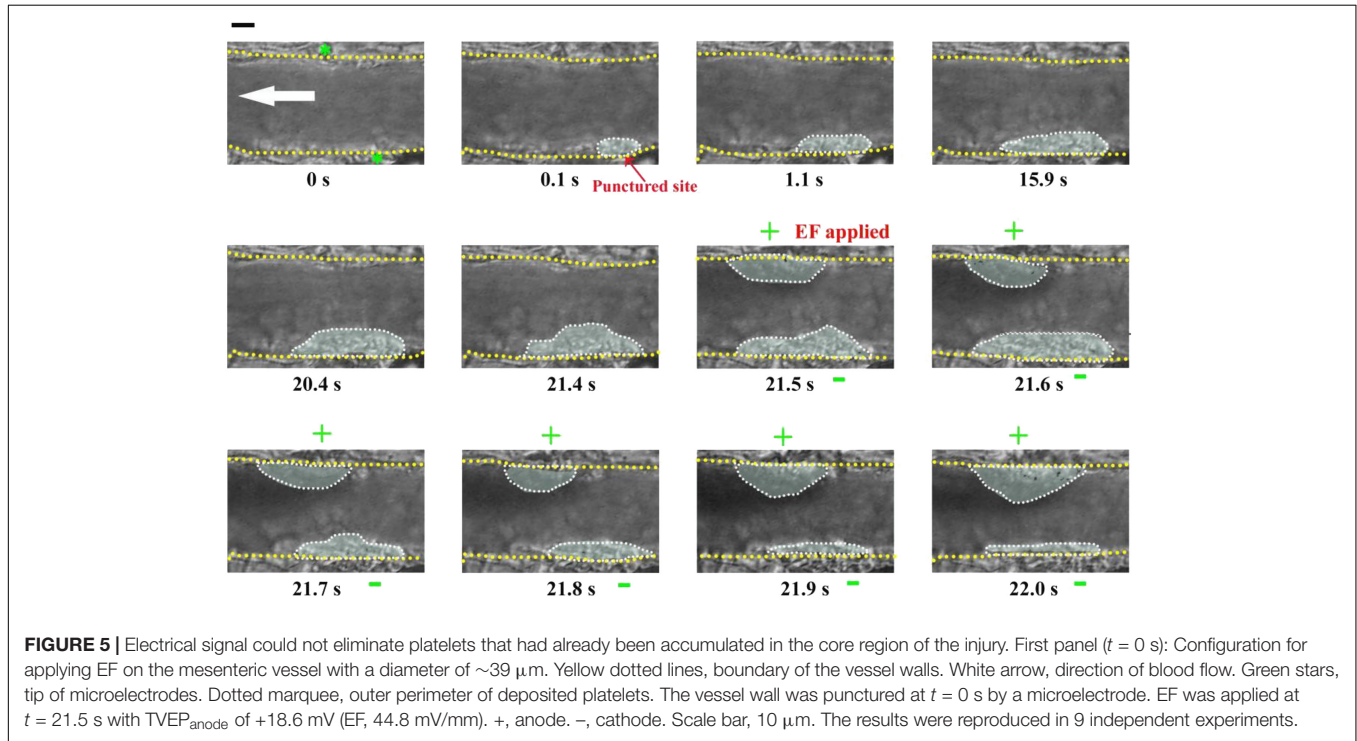 0 s
0.1 s
1.1 s
15.9 s
Punctured site
+ EF applied
+
20.4 s
21.4 s
21.5 s
-
21.6 s
-
+
+
+
+
21.7 s
-
21.8 s
-
21.9 s
-
22.0 s
-
FIGURE 5 | Electrical signal could not eliminate platelets that had already been accumulated in the core region of the injury. First panel (t = 0 s): Configuration for
applying EF on the mesenteric vessel with a diameter of ~39 μm. Yellow dotted lines, boundary of the vessel walls. White arrow, direction of blood flow. Green stars,
tip of microelectrodes. Dotted marquee, outer perimeter of deposited platelets. The vessel wall was punctured at t = 0 s by a microelectrode. EF was applied at
t = 21.5 s with TVEPanode of +18.6 mV (EF, 44.8 mV/mm). +, anode. –, cathode. Scale bar, 10 μm. The results were reproduced in 9 independent experiments.